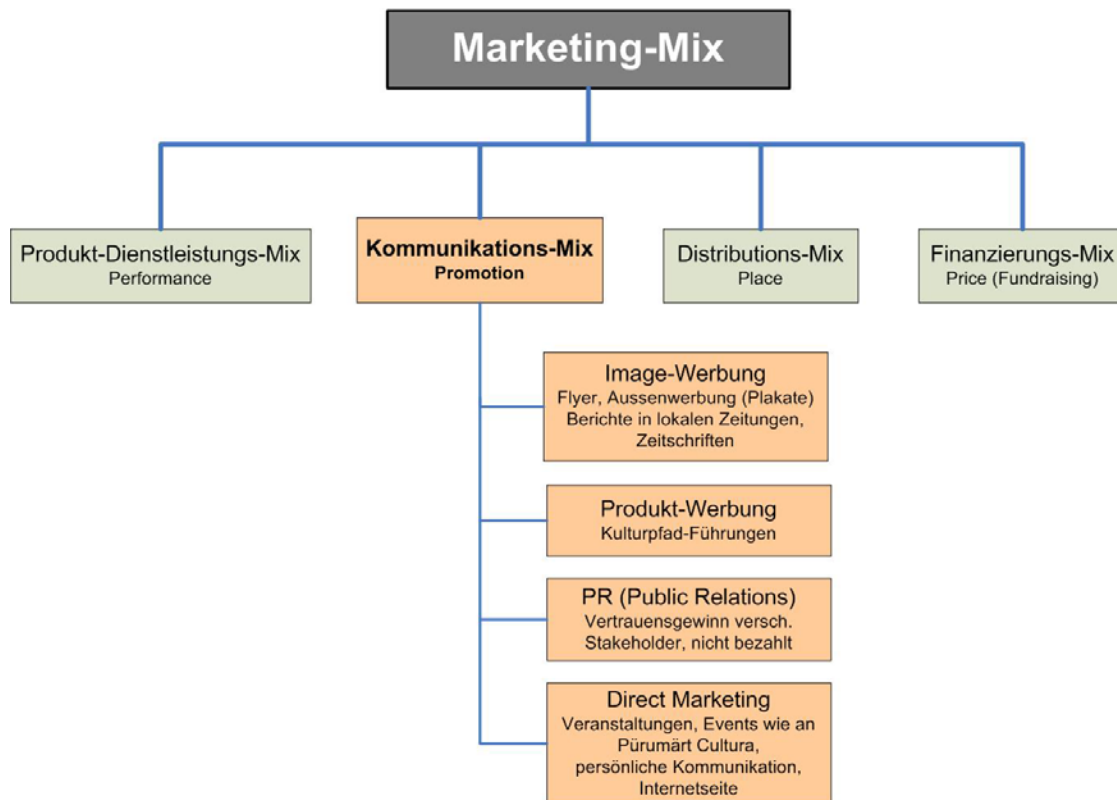 Marketing-Mix
Produkt-Dienstleistungs-Mix
Performance
Kommunikations-Mix
Promotion
Distributions-Mix
Place
Finanzierungs-Mix
Price (Fundraising)
Image-Werbung
Flyer, Aussenwerbung (Plakate)
Berichte in lokalen Zeitungen,
Zeitschriften
Produkt-Werbung
Kulturpfad-Führungen
PR (Public Relations)
Vertrauensgewinn versch.
Stakeholder, nicht bezahlt
Direct Marketing
Veranstaltungen, Events wie an
Pürumärt Cultura,
persönliche Kommunikation,
Internetseite